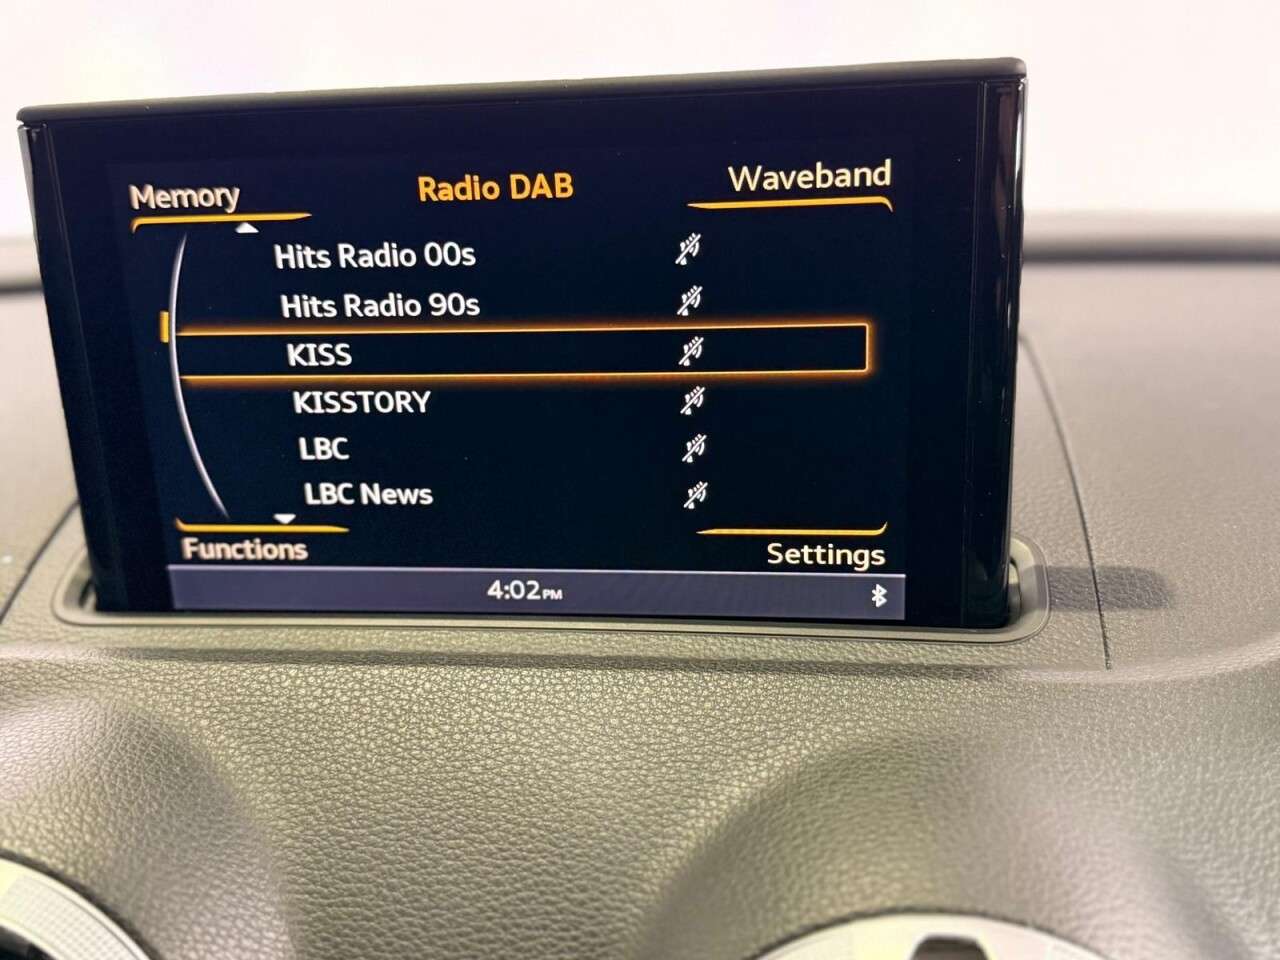 Memory
Radio DAB
Waveband
Hits Radio 00s
Hits Radio 90s
KISS
KISSTORY
LBC
LBC News
Functions
Settings
4:02PM